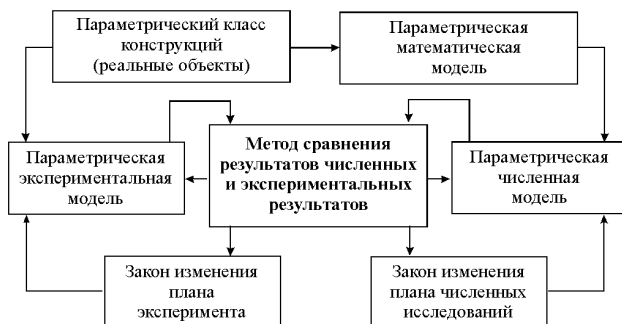 Параметрический класс
конструкций
(реальные объекты)
Параметрическая
математическая
модель
Параметрическая
экспериментальная
модель
Метод сравнения
результатов численных
и экспериментальных
результатов
Параметрическая
численная
модель
Закон изменения
плана
эксперимента
Закон изменения
плана численных
исследований